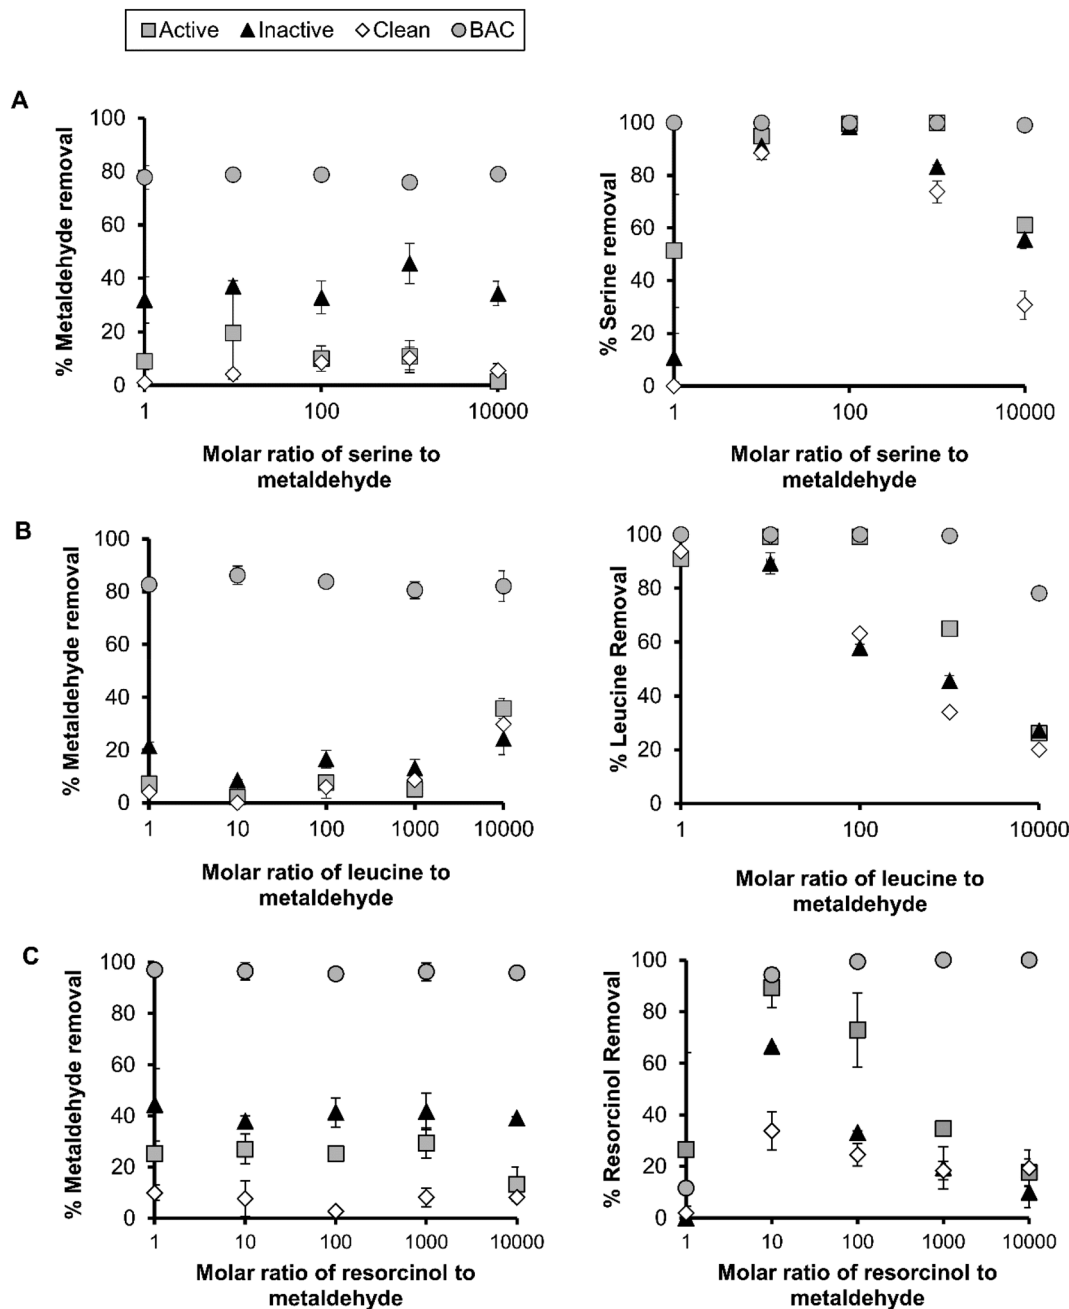 Active Inactive Clean BAC
A
% Metaldehyde removal
100
80
60
40
20
0
1 100 10000
Molar ratio of serine to
metaldehyde
% Serine removal
100
80
60
40
20
0
1 100 10000
Molar ratio of serine to
metaldehyde
B
% Metaldehyde removal
100
80
60
40
20
0
1 10 100 1000 10000
Molar ratio of leucine to
metaldehyde
% Leucine Removal
100
80
60
40
20
0
1 100 10000
Molar ratio of leucine to
metaldehyde
C
% Metaldehyde removal
100
80
60
40
20
0
1 10 100 1000 10000
Molar ratio of resorcinol to
metaldehyde
% Resorcinol Removal
100
80
60
40
20
0
1 10 100 1000 10000
Molar ratio of resorcinol to
metaldehyde